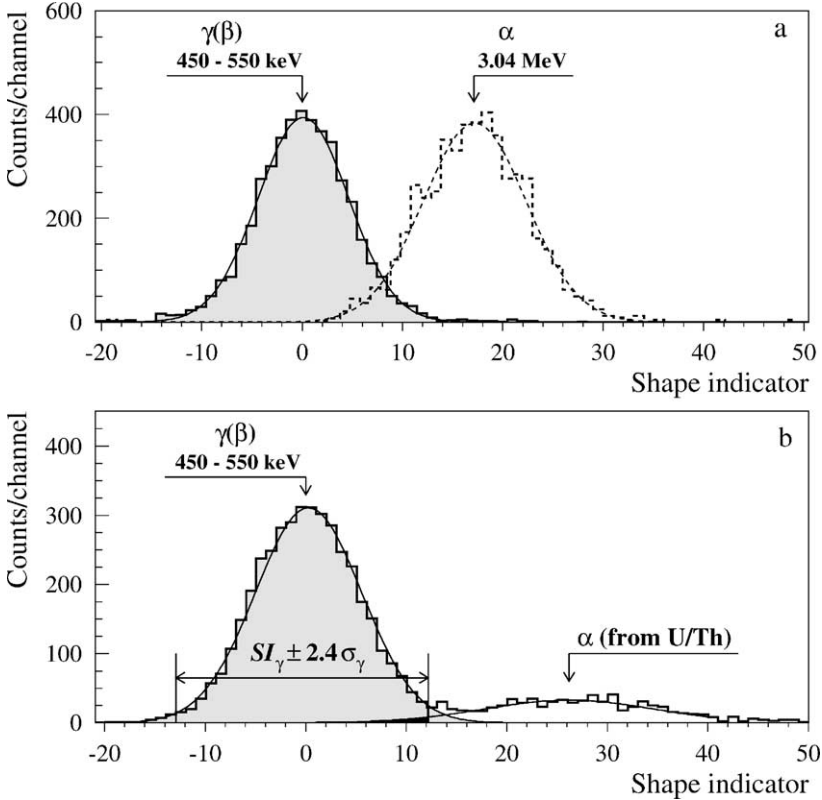 γ(β)
450 - 550 keV
α
3.04 MeV
a
Counts/channel
600
400
200
0
-20 -10 0 10 20 30 40 50
Shape indicator
γ(β)
450 - 550 keV
b
Counts/channel
400
300
200
100
0
SIγ ± 2.4 σγ
α (from U/Th)
-20 -10 0 10 20 30 40 50
Shape indicator